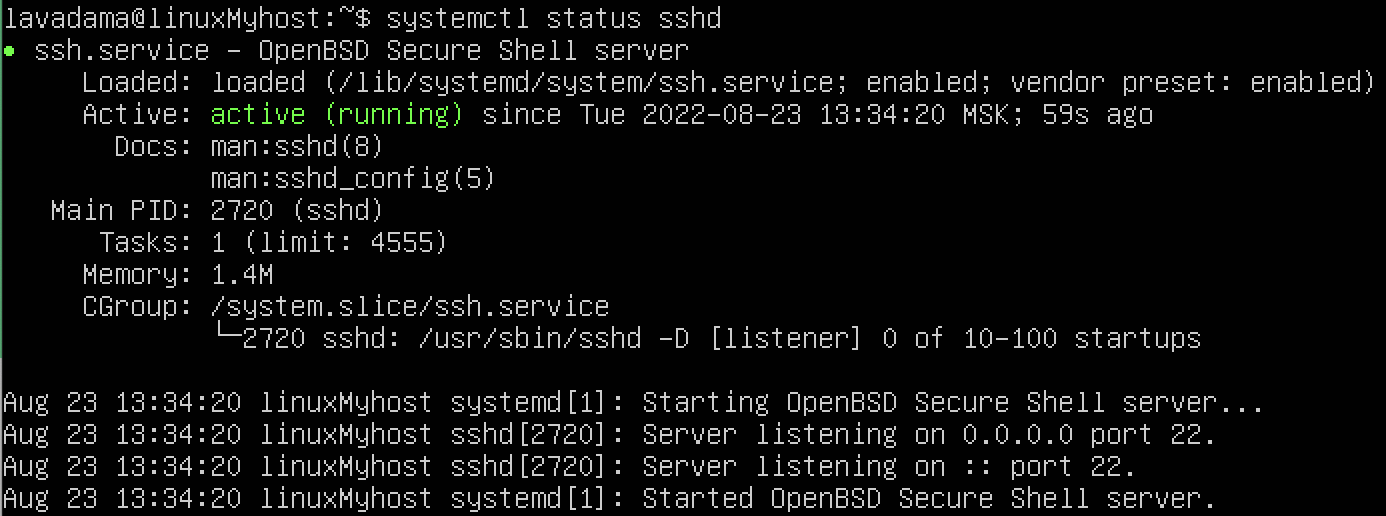 lavadama@linuxMyhost:~$ systemctl status sshd
● ssh.service - OpenBSD Secure Shell server
     Loaded: loaded (/lib/systemd/system/ssh.service; enabled; vendor preset: enabled)
     Active: active (running) since Tue 2022-08-23 13:34:20 MSK; 59s ago
       Docs: man:sshd(8)
             man:sshd_config(5)
   Main PID: 2720 (sshd)
      Tasks: 1 (limit: 4555)
     Memory: 1.4M
     CGroup: /system.slice/ssh.service
             └─2720 sshd: /usr/sbin/sshd -D [listener] 0 of 10-100 startups

Aug 23 13:34:20 linuxMyhost systemd[1]: Starting OpenBSD Secure Shell server...
Aug 23 13:34:20 linuxMyhost sshd[2720]: Server listening on 0.0.0.0 port 22.
Aug 23 13:34:20 linuxMyhost sshd[2720]: Server listening on :: port 22.
Aug 23 13:34:20 linuxMyhost systemd[1]: Started OpenBSD Secure Shell server.